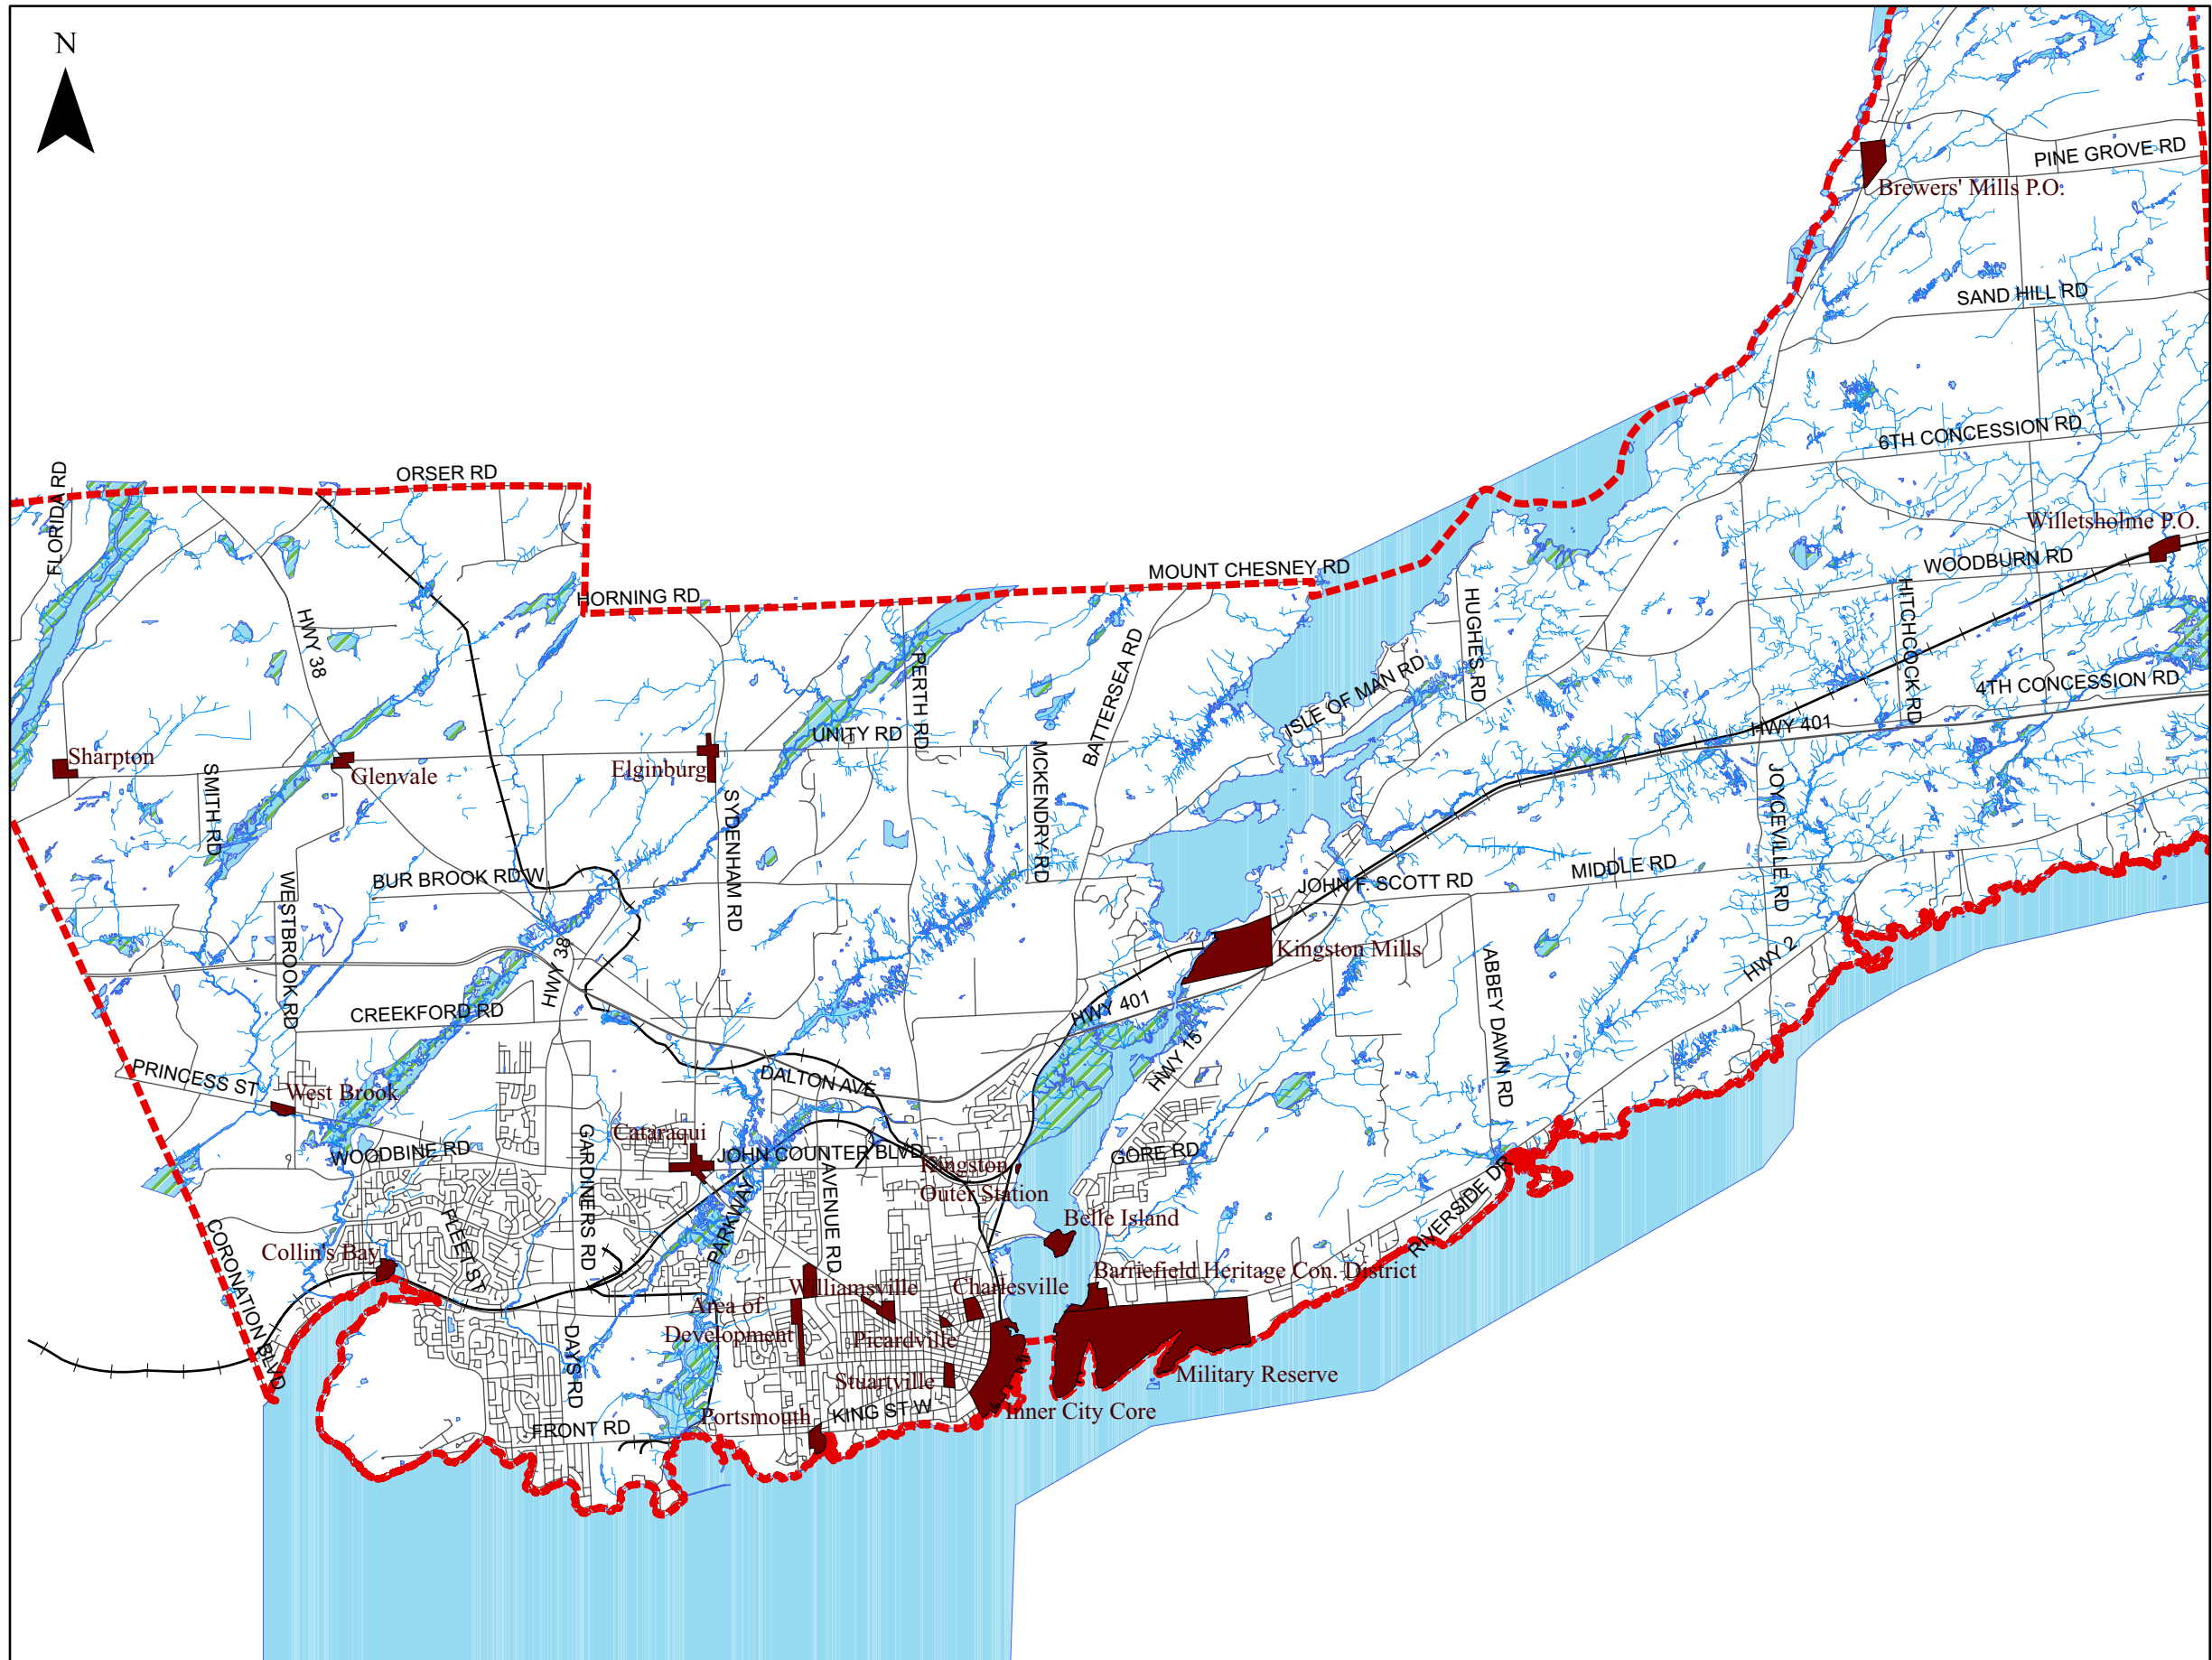 N
PINE GROVE RD
Brewers' Mills P.O.
SAND HILL RD
6TH CONCESSION RD
ORSER RD
FLORIDA RD
Willetsholme P.O.
WOODBURN RD
MOUNT CHESNEY RD
HORNING RD
HWY 38
HUGHES RD
HITCHCOCK RD
PERTH RD
BATTERSEA RD
ISLE OF MAN RD
4TH CONCESSION RD
HWY 401
UNITY RD
Sharpton
Glenvale
Elginburg
SMITH RD
SYDENHAM RD
MCKENDRY RD
JOYCEVILLE RD
BUR BROOK RD W
JOHN F. SCOTT RD
MIDDLE RD
WESTBROOK RD
HWY 38
Kingston Mills
ABBEY DAWN RD
HWY 2
CREEKFORD RD
HWY 401
HWY 15
PRINCESS ST
West Brook
DALTON AVE
Cataraqui
WOODBINE RD
GARDINERS RD
JOHN COUNTER BLVD
AVENUE RD
Kingston
Outer Station
GORE RD
PARKWAY
RIVERSIDE DR
Belle Island
CORONATION BLVD
Collin's Bay
FLEET ST
Barriefield Heritage Con. District
Williamsville
Charlesville
Area of
Development
Picardville
DAYS RD
Stuartville
Military Reserve
Portsmouth
KING ST W
Inner City Core
FRONT RD